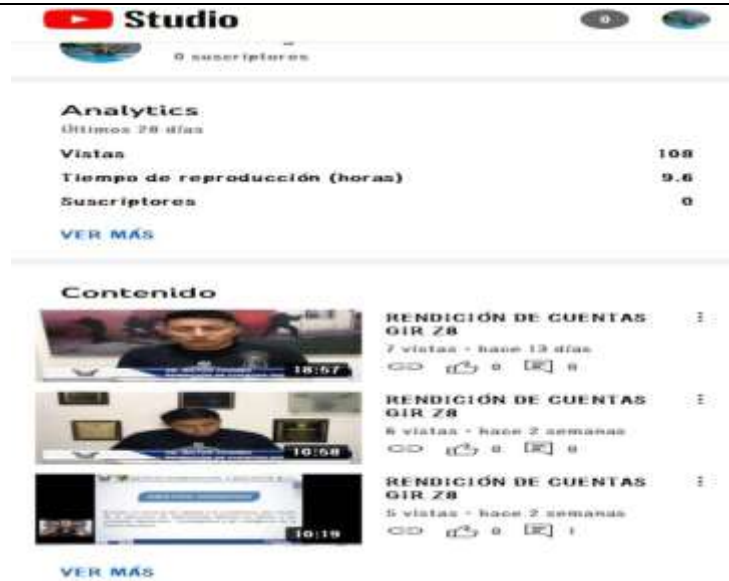 Studio
0
0 suscriptores
Analytics
Últimos 28 días
Vistas 108
Tiempo de reproducción (horas) 9.6
Suscriptores 0
VER MÁS
Contenido
RENDICIÓN DE CUENTAS
GIR Z8
7 vistas · hace 13 días
0 0
18:57
RENDICIÓN DE CUENTAS
GIR Z8
6 vistas · hace 2 semanas
0 0
10:58
RENDICIÓN DE CUENTAS
GIR Z8
5 vistas · hace 2 semanas
0 1
10:19
VER MÁS